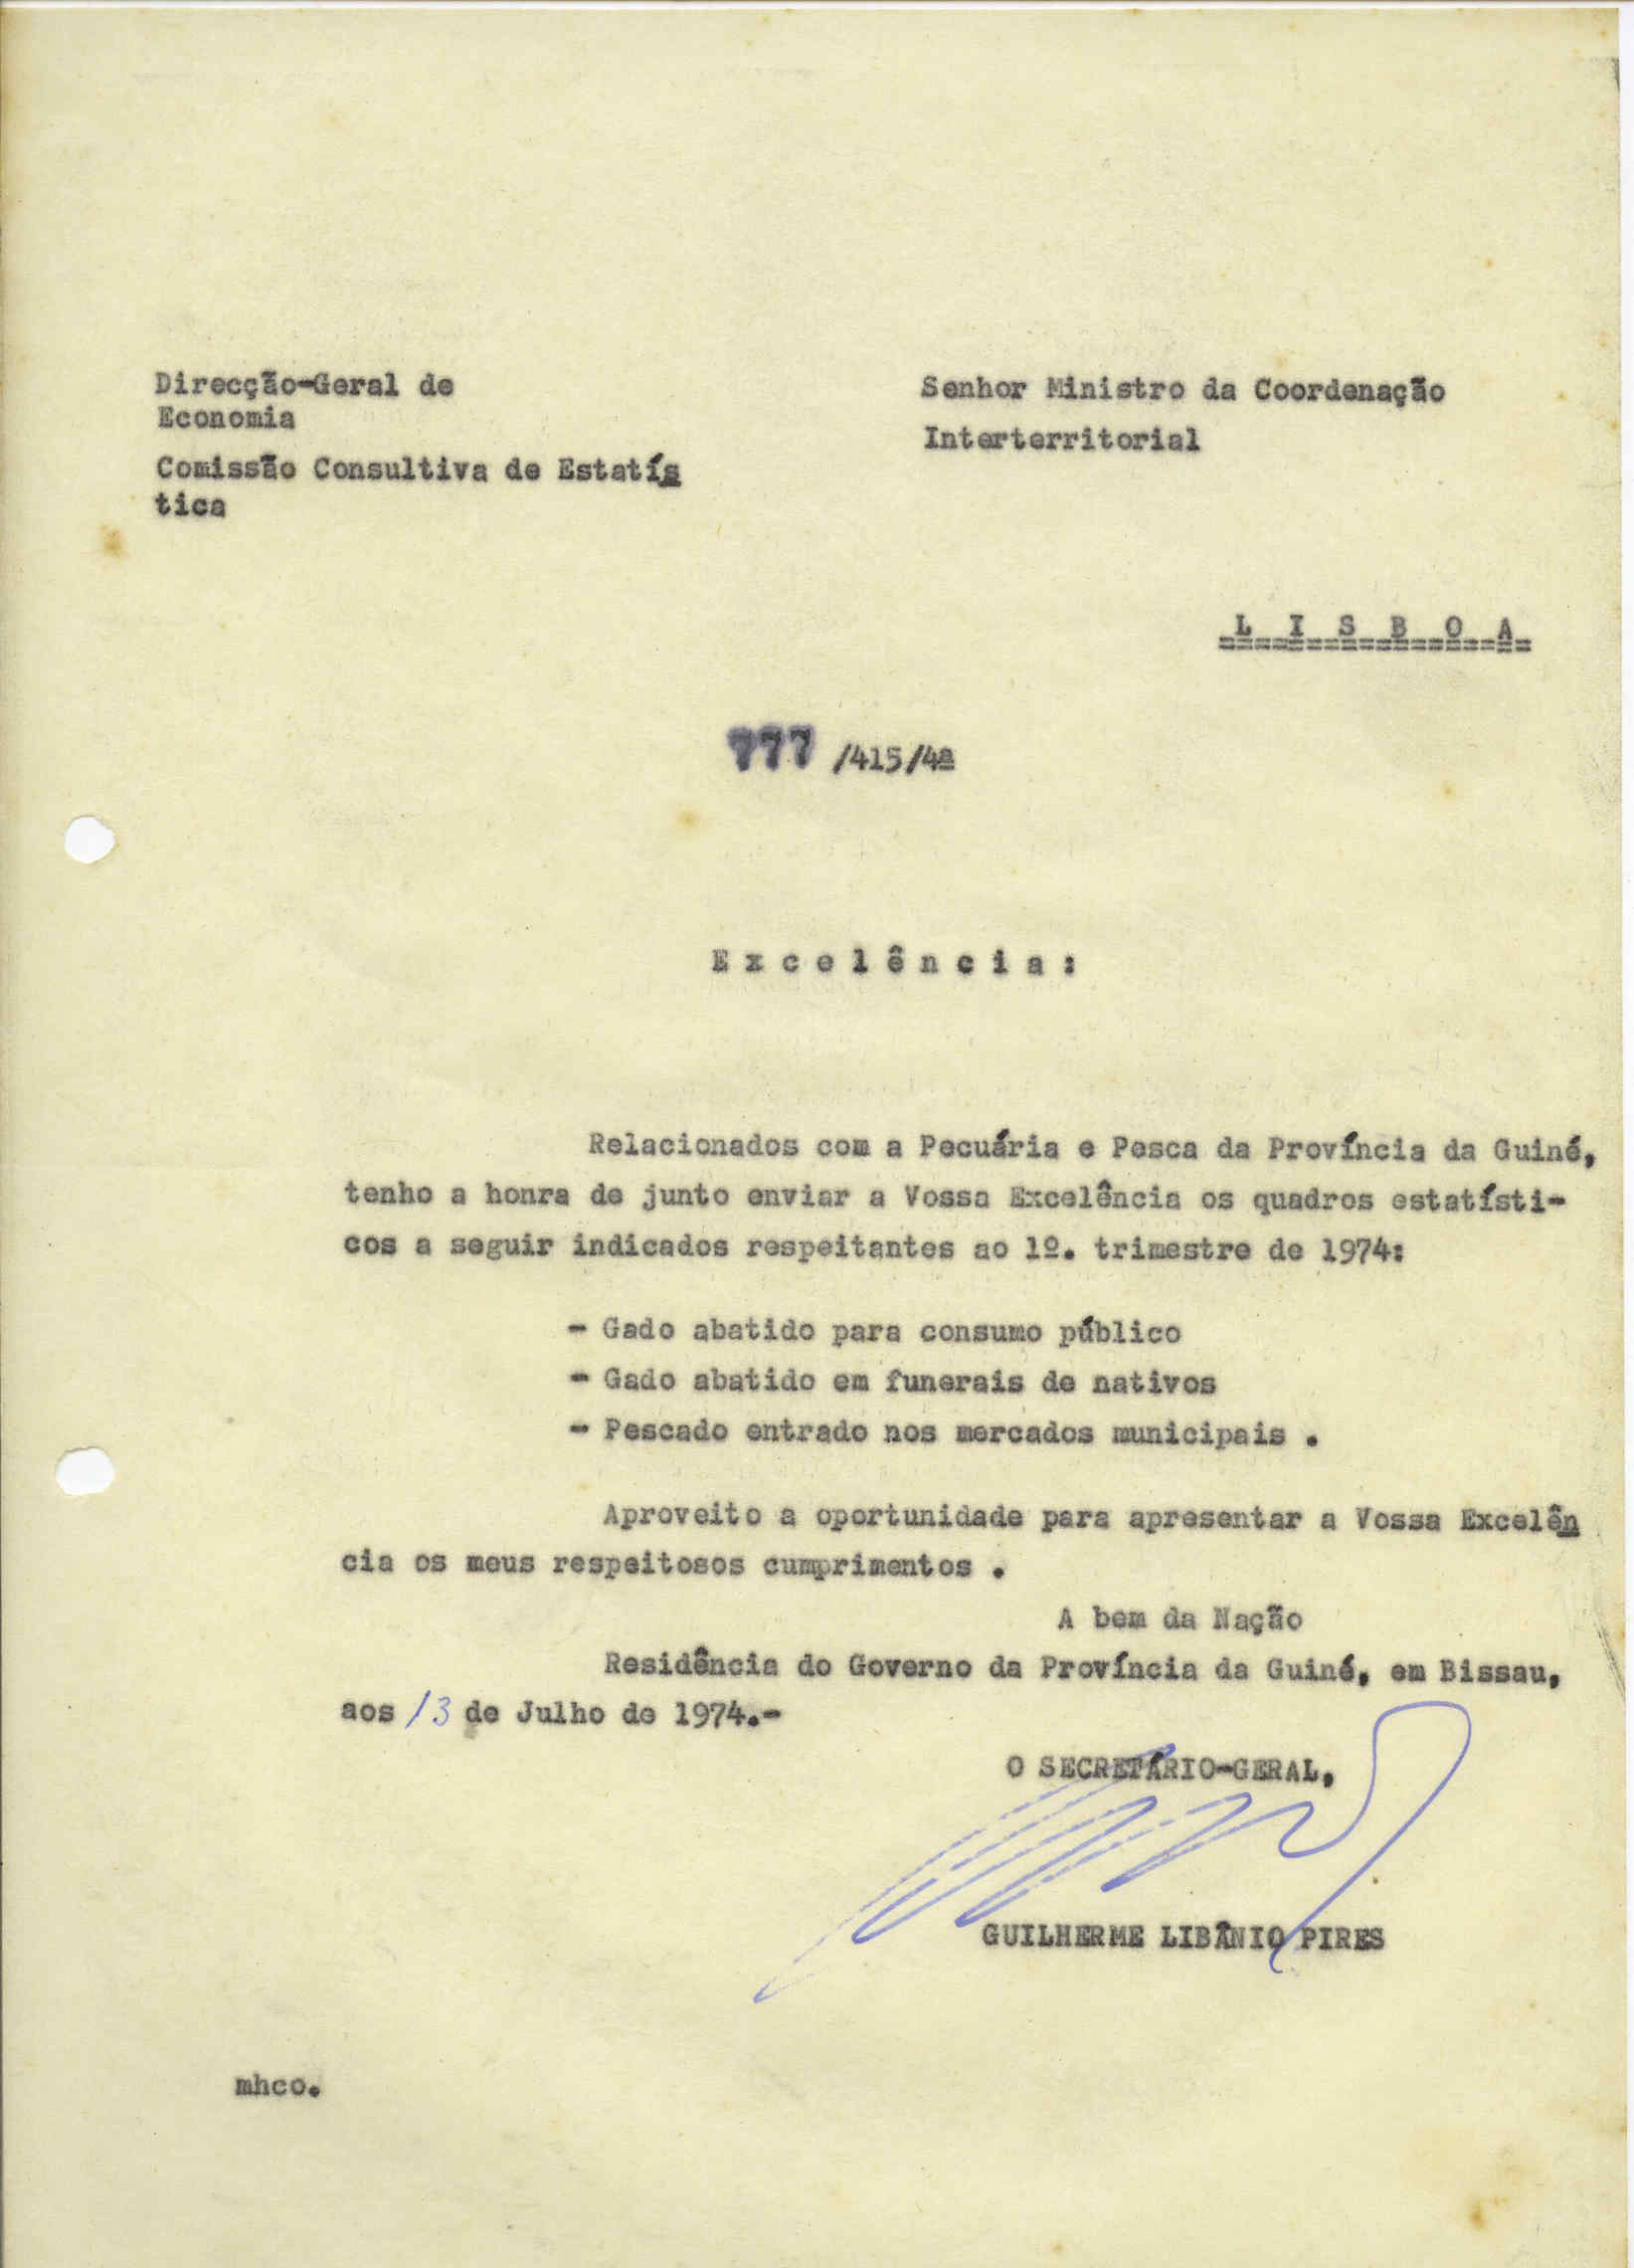 Direcção-Geral de
Economia
Comissão Consultiva de Estatís
tica
Senhor Ministro da Coordenação
Interterritorial
L I S B O A
777 /415/4ª
E x c e l ê n c i a :
Relacionados com a Pecuária e Pesca da Província da Guiné,
tenho a honra de junto enviar a Vossa Excelência os quadros estatísti-
cos a seguir indicados respeitantes ao 1º. trimestre de 1974:
- Gado abatido para consumo público
- Gado abatido em funerais de nativos
- Pescado entrado nos mercados municipais .
Aproveito a oportunidade para apresentar a Vossa Excelên
cia os meus respeitosos cumprimentos .
A bem da Nação
Residência do Governo da Província da Guiné, em Bissau,
aos 13 de Julho de 1974.-
O SECRETÁRIO-GERAL,
GUILHERME LIBÂNIO PIRES
mhco.